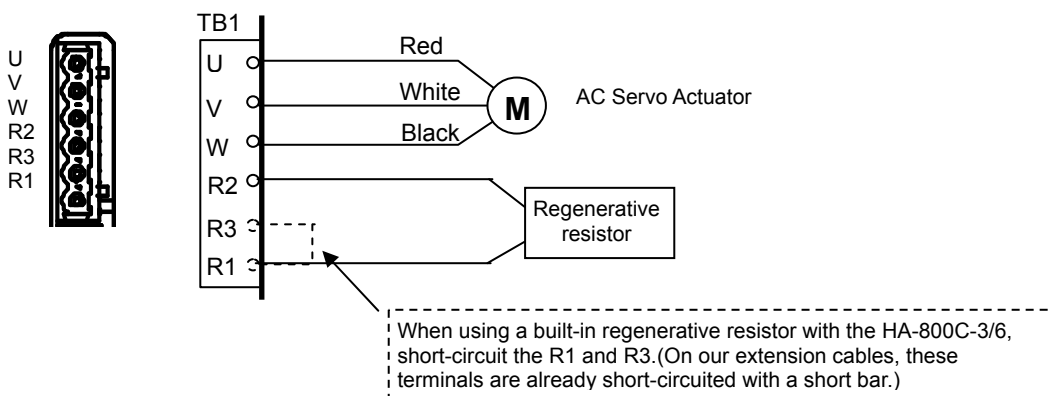 U
V
W
R2
R3
R1
TB1
U
V
W
R2
R3
R1
Red
White
Black
M
AC Servo Actuator
Regenerative
resistor
When using a built-in regenerative resistor with the HA-800C-3/6,
short-circuit the R1 and R3.(On our extension cables, these
terminals are already short-circuited with a short bar.)